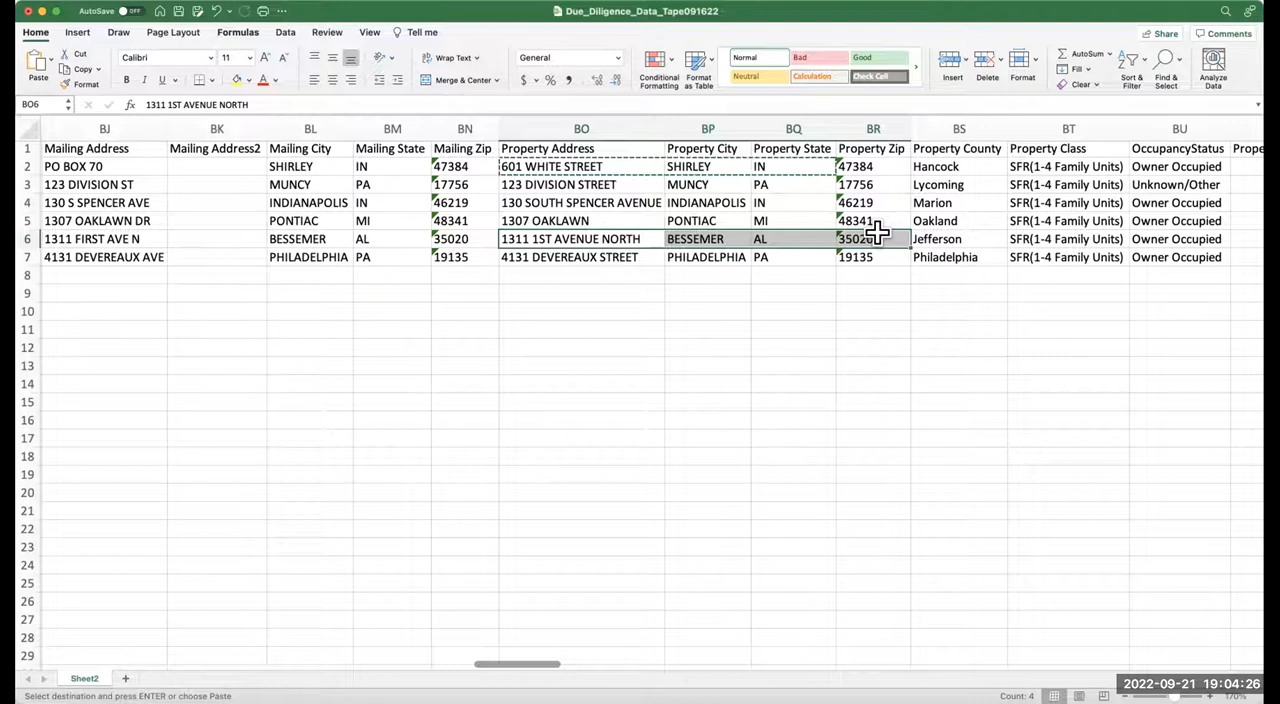 AutoSave OFF
Due_Diligence_Data_Tape091622
Home Insert Draw Page Layout Formulas Data Review View Tell me Share Comments
Paste Cut Copy Format
Calibri 11 B I U
Wrap Text Merge & Center
General $ %
Conditional Formatting Format as Table
Normal Bad Good
Neutral Calculation Check Cell
Insert Delete Format
AutoSum Fill Clear
Sort & Filter Find & Select Analyze Data
BO6 fx 1311 1ST AVENUE NORTH
BJ BK BL BM BN BO BP BQ BR BS BT BU
1 Mailing Address Mailing Address2 Mailing City Mailing State Mailing Zip Property Address Property City Property State Property Zip Property County Property Class OccupancyStatus Prope
2 PO BOX 70 SHIRLEY IN 47384 601 WHITE STREET SHIRLEY IN 47384 Hancock SFR(1-4 Family Units) Owner Occupied
3 123 DIVISION ST MUNCY PA 17756 123 DIVISION STREET MUNCY PA 17756 Lycoming SFR(1-4 Family Units) Unknown/Other
4 130 S SPENCER AVE INDIANAPOLIS IN 46219 130 SOUTH SPENCER AVENUE INDIANAPOLIS IN 46219 Marion SFR(1-4 Family Units) Owner Occupied
5 1307 OAKLAWN DR PONTIAC MI 48341 1307 OAKLAWN PONTIAC MI 48341 Oakland SFR(1-4 Family Units) Owner Occupied
6 1311 FIRST AVE N BESSEMER AL 35020 1311 1ST AVENUE NORTH BESSEMER AL 35020 Jefferson SFR(1-4 Family Units) Owner Occupied
7 4131 DEVEREAUX AVE PHILADELPHIA PA 19135 4131 DEVEREAUX STREET PHILADELPHIA PA 19135 Philadelphia SFR(1-4 Family Units) Owner Occupied
8
9
10
11
12
13
14
15
16
17
18
19
20
21
22
23
24
25
26
27
28
29
Sheet2
2022-09-21 19:04:26
Select destination and press ENTER or choose Paste Count: 4 170%